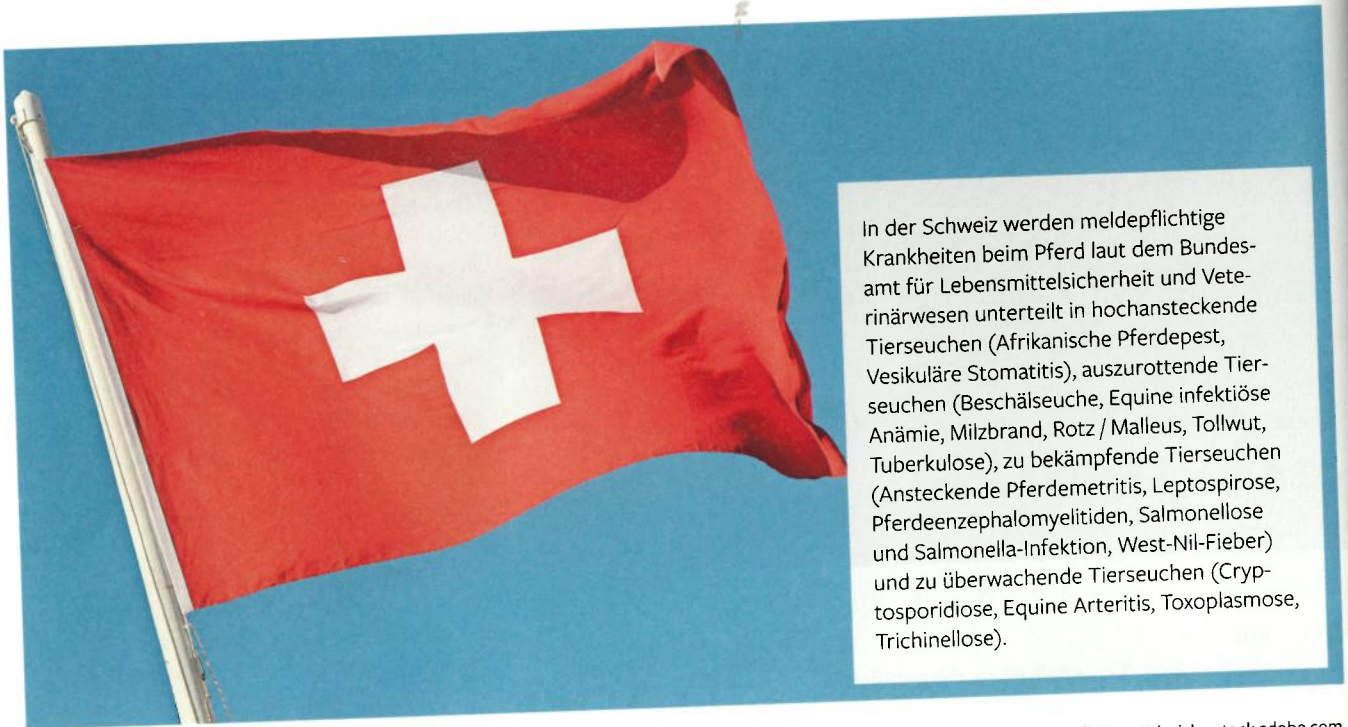 In der Schweiz werden meldepflichtige
Krankheiten beim Pferd laut dem Bundes-
amt für Lebensmittelsicherheit und Vete-
rinärwesen unterteilt in hochansteckende
Tierseuchen (Afrikanische Pferdepest,
Vesikuläre Stomatitis), auszurottende Tier-
seuchen (Beschälseuche, Equine infektiöse
Anämie, Milzbrand, Rotz / Malleus, Tollwut,
Tuberkulose), zu bekämpfende Tierseuchen
(Ansteckende Pferdemetritis, Leptospirose,
Pferdeenzephalomyelitiden, Salmonellose
und Salmonella-Infektion, West-Nil-Fieber)
und zu überwachende Tierseuchen (Cryp-
tosporidiose, Equine Arteritis, Toxoplasmose,
Trichinellose).
stock.adobe.com